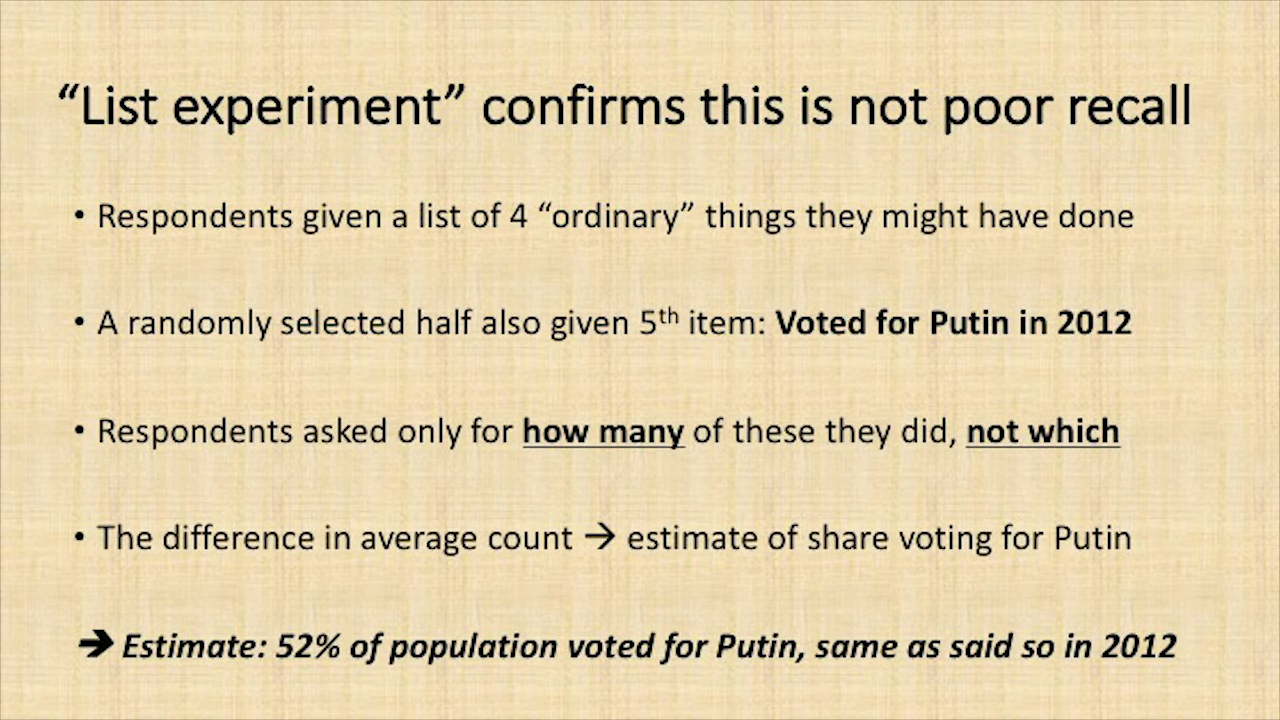 “List experiment” confirms this is not poor recall
• Respondents given a list of 4 “ordinary” things they might have done
• A randomly selected half also given 5th item: Voted for Putin in 2012
• Respondents asked only for how many of these they did, not which
• The difference in average count → estimate of share voting for Putin
➔ Estimate: 52% of population voted for Putin, same as said so in 2012